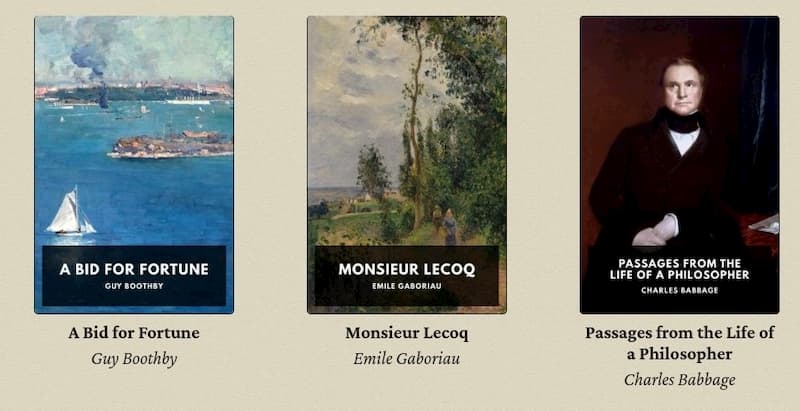 A BID FOR FORTUNE
GUY BOOTHBY
A Bid for Fortune
Guy Boothby
MONSIEUR LECOQ
EMILE GABORIAU
Monsieur Lecoq
Emile Gaboriau
PASSAGES FROM THE
LIFE OF A PHILOSOPHER
CHARLES BABBAGE
Passages from the Life of
a Philosopher
Charles Babbage